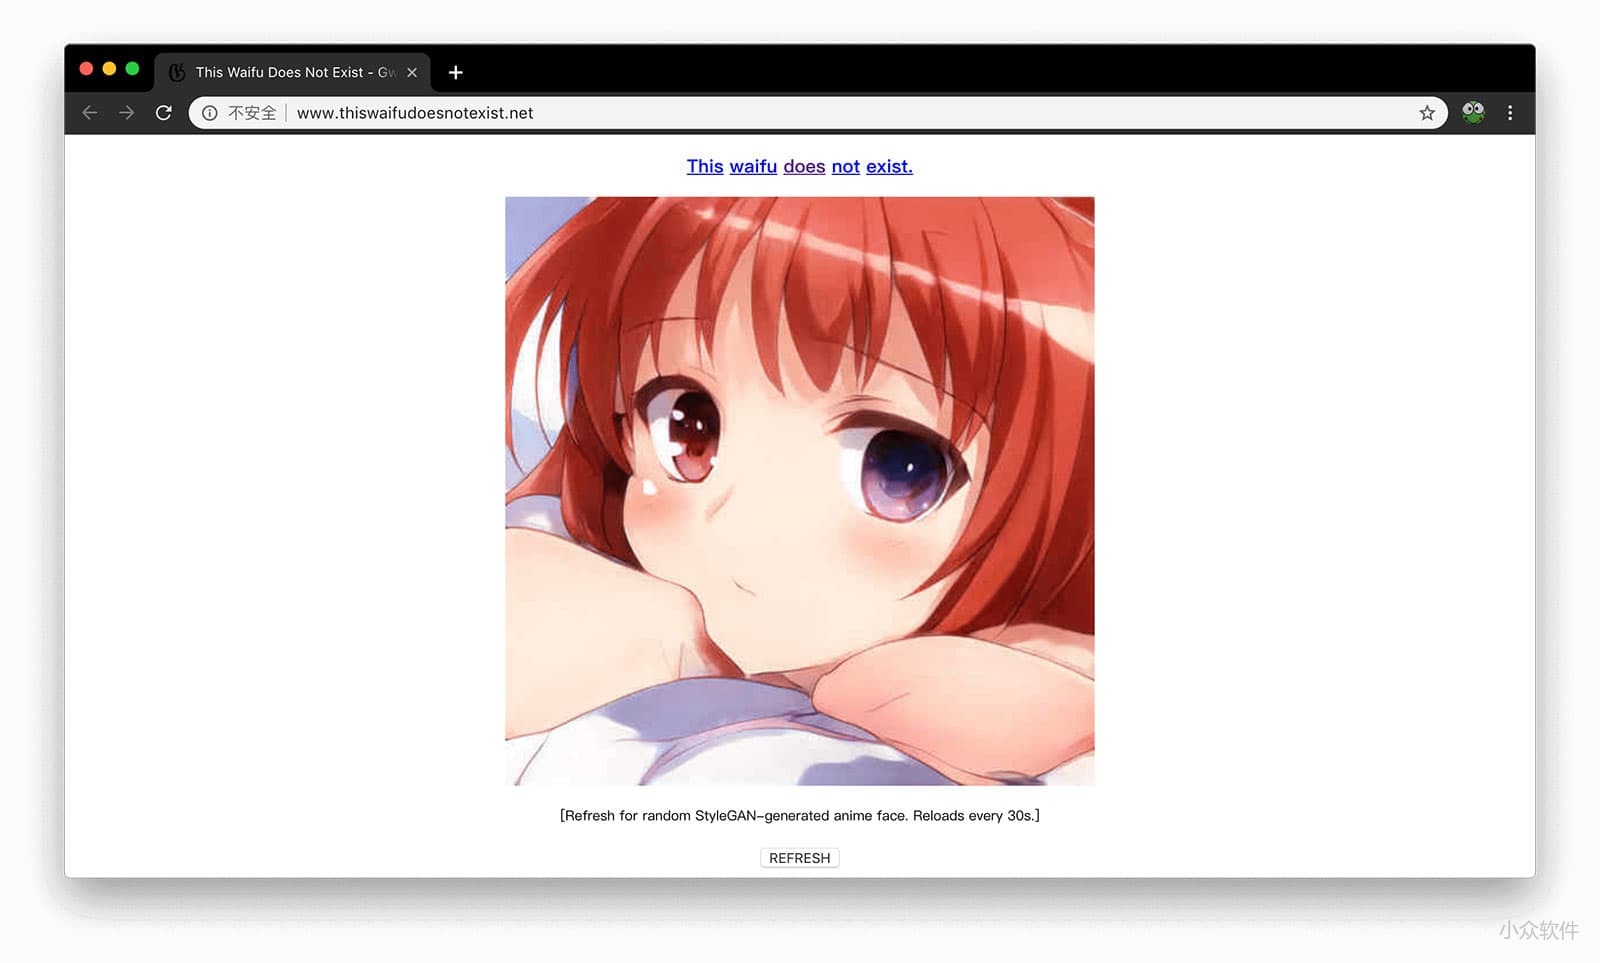 This Waifu Does Not Exist - Gw
不安全 www.thiswaifudoesnotexist.net
This waifu does not exist.
[Refresh for random StyleGAN-generated anime face. Reloads every 30s.]
REFRESH
小众软件